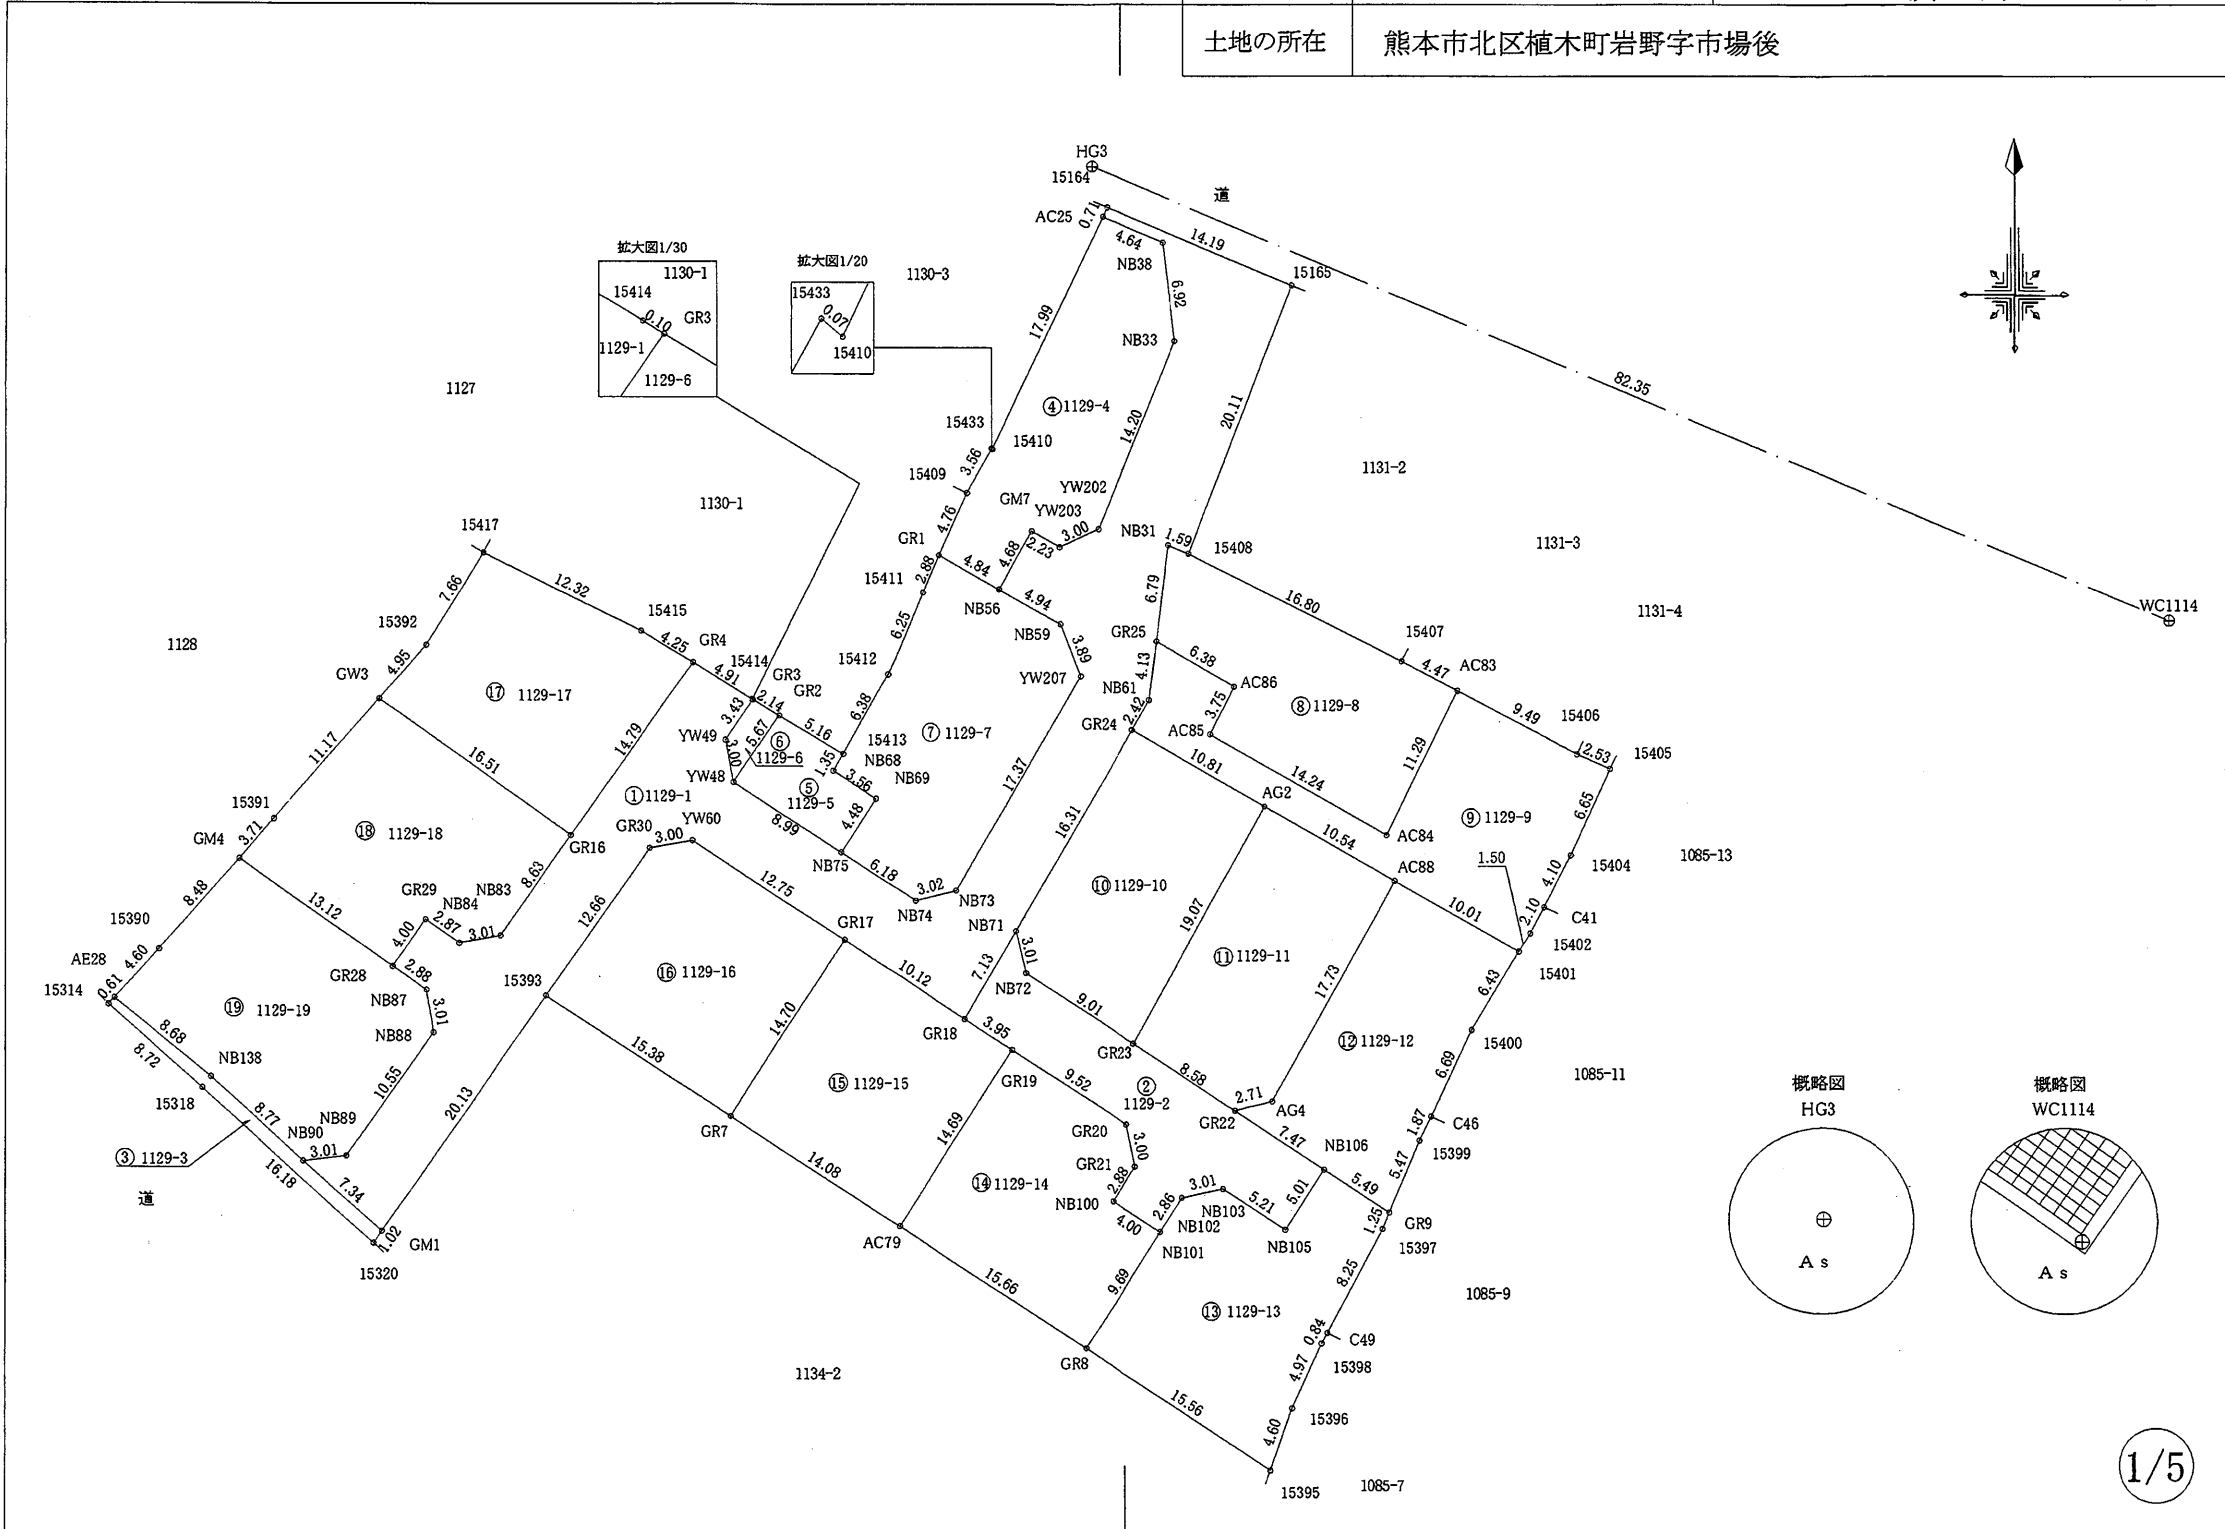 土地の所在 熊本市北区植木町岩野字市場後
HG3
15164
道
AC25
0.71
4.64
14.19
NB38
15165
拡大図1/30
1130-1
15414
0.10
GR3
1129-1
1129-6
拡大図1/20
15433
0.07
15410
1130-3
17.99
6.92
NB33
82.35
1127
④1129-4
14.20
20.11
15433
15410
15409
3.56
1131-2
1130-1
GM7
YW202
YW203
15417
4.76
3.00
2.23
4.68
NB31
1.59
15408
1131-3
GR1
2.88
4.84
15411
NB56
4.94
NB59
6.79
16.80
1131-4
WC1114
7.66
12.32
15392
15415
4.25
GR4
6.25
3.89
GR25
6.38
15407
4.47
AC83
1128
4.95
15414
4.91
GR3
2.14
GR2
15412
YW207
4.13
NB61
AC86
GW3
⑰ 1129-17
3.43
5.67
5.16
6.38
2.42
GR24
3.75
⑧1129-8
9.49
15406
YW49
3.00
⑥
1129-6
15413
⑦ 1129-7
AC85
2.53
15405
11.17
16.51
14.79
YW48
1.35
NB68
3.56
NB69
17.37
10.81
14.24
11.29
⑤
1129-5
4.48
AG2
6.65
15391
①1129-1
3.71
GM4
⑱ 1129-18
YW60
GR30
3.00
8.99
16.31
10.54
AC84
⑨ 1129-9
GR16
NB75
6.18
AC88
1.50
15404
1085-13
4.10
8.48
13.12
GR29
NB84
NB83
8.63
12.75
3.02
NB73
NB74
⑩1129-10
2.10
C41
15390
4.00
2.87
3.01
12.66
GR17
NB71
19.07
10.01
15402
15401
AE28
4.60
0.61
15314
GR28
2.88
NB87
15393
⑯ 1129-16
10.12
3.01
7.13
NB72
⑪1129-11
17.73
6.43
⑲ 1129-19
3.01
NB88
14.70
9.01
8.68
8.72
NB138
15318
10.55
15.38
GR18
3.95
GR23
⑫1129-12
15400
6.69
1085-11
⑮ 1129-15
GR19
9.52
8.58
②
1129-2
2.71
AG4
GR22
C46
1.87
15399
8.77
NB89
NB90
3.01
20.13
GR7
14.69
GR20
3.00
7.47
NB106
5.47
③ 1129-3
16.18
7.34
道
14.08
⑭1129-14
GR21
2.88
NB100
4.00
2.86
3.01
NB103
NB102
NB101
5.21
5.01
NB105
5.49
1.25
GR9
15397
1.02
GM1
15320
AC79
9.69
15.66
8.25
1085-9
⑬ 1129-13
0.84
C49
15398
GR8
4.97
1134-2
15.56
15396
4.60
15395
1085-7
概略図
HG3
A s
概略図
WC1114
A s
1/5